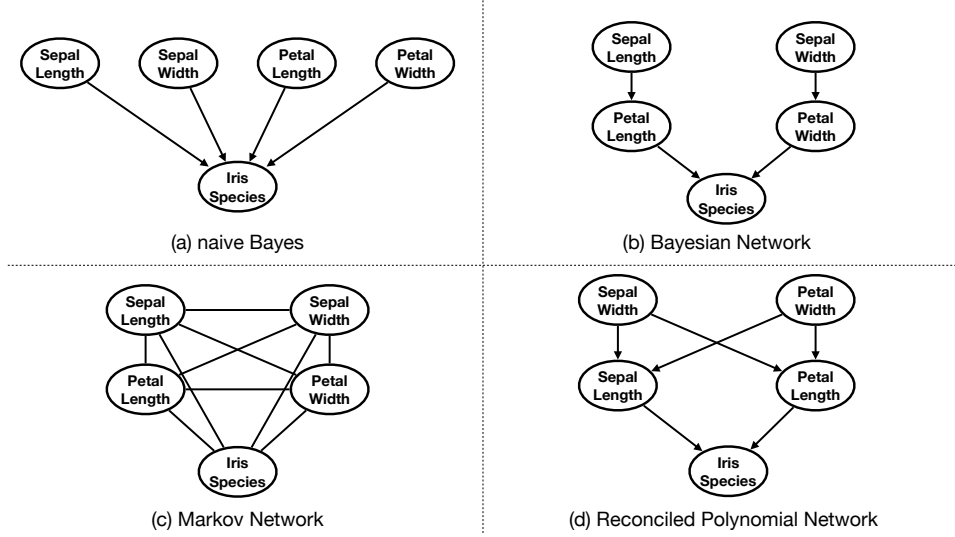 Sepal
Length
Sepal
Width
Petal
Length
Petal
Width
Iris
Species
(a) naive Bayes
Sepal
Length
Sepal
Width
Petal
Length
Petal
Width
Iris
Species
(b) Bayesian Network
Sepal
Length
Sepal
Width
Petal
Length
Petal
Width
Iris
Species
(c) Markov Network
Sepal
Width
Petal
Width
Sepal
Length
Petal
Length
Iris
Species
(d) Reconciled Polynomial Network